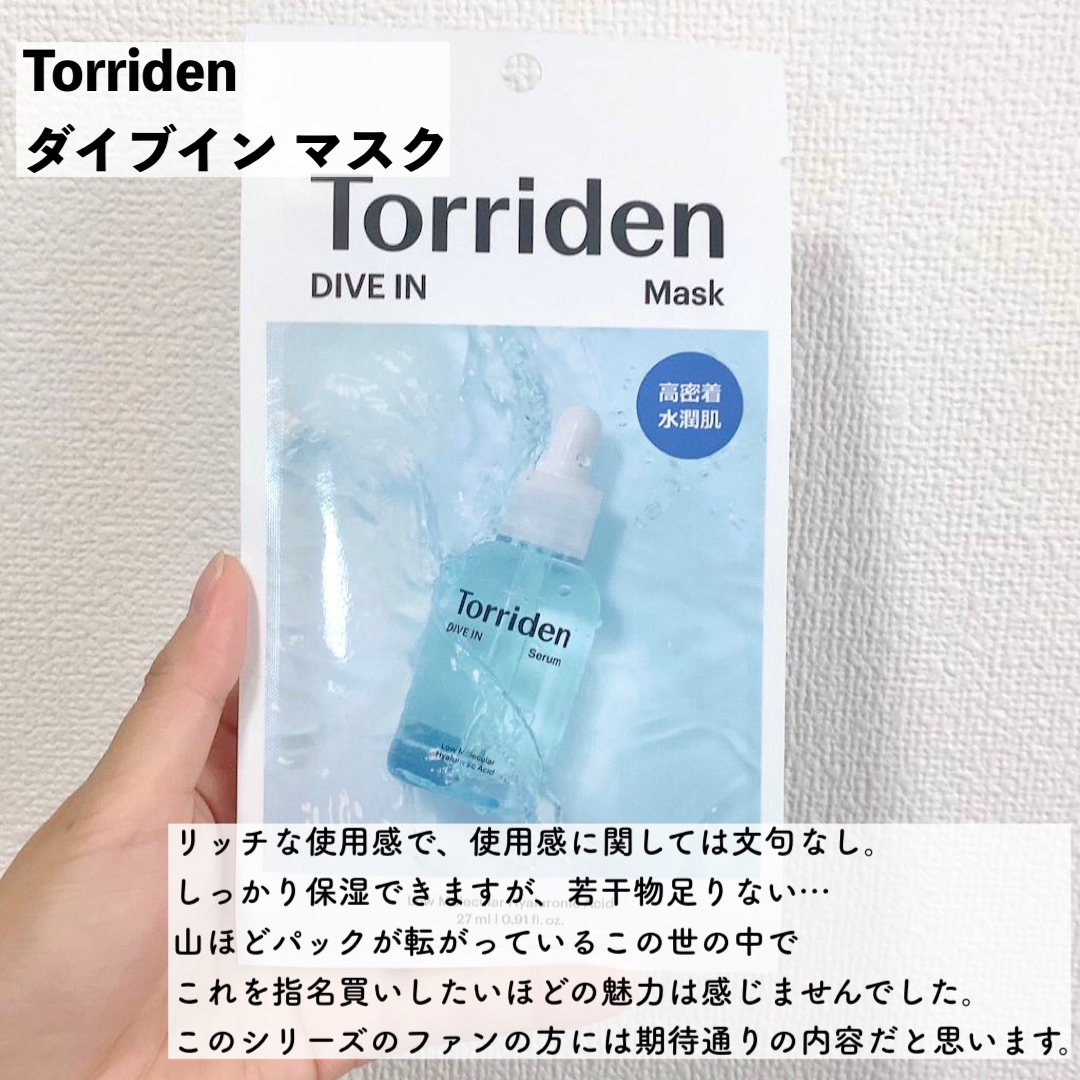 Torriden
ダイブイン マスク
Torriden
DIVE IN Mask
高密着
水潤肌
Torriden
DIVE IN
Serum
Low Molecular
Hyaluronic Acid
リッチな使用感で、使用感に関しては文句なし。
しっかり保湿できますが、若干物足りない…
Low Molecular Hyaluronic Acid
27 ml | 0.91 fl. oz.
山ほどパックが転がっているこの世の中で
これを指名買いしたいほどの魅力は感じませんでした。
このシリーズのファンの方には期待通りの内容だと思います。